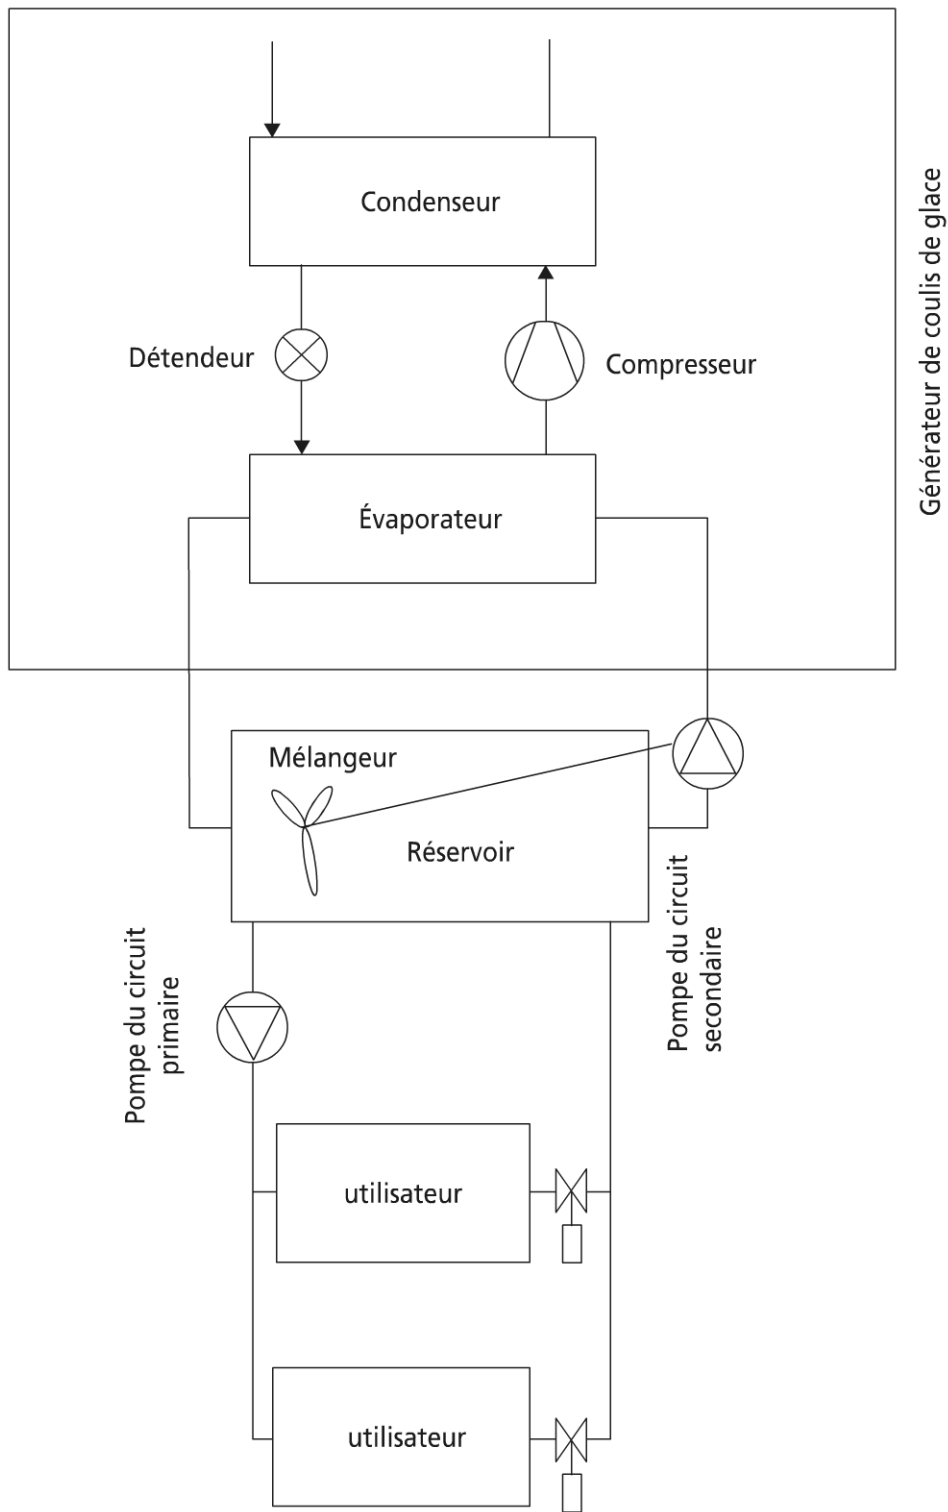 Condenseur
Détendeur
Compresseur
Générateur de coulis de glace
Évaporateur
Mélangeur
Réservoir
Pompe du circuit
primaire
Pompe du circuit
secondaire
utilisateur
utilisateur